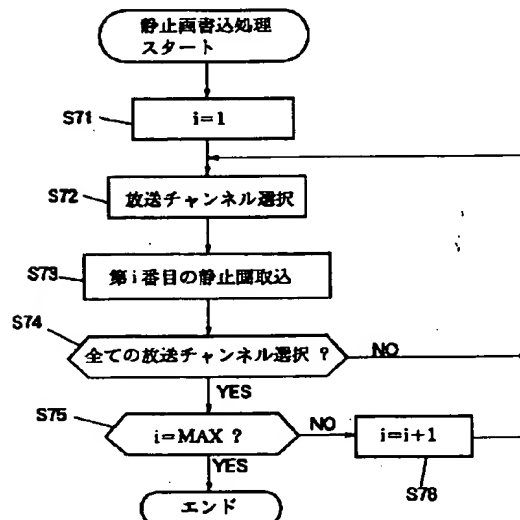 静止画書込処理
スタート
S71
i=1
S72
放送チャンネル選択
S73
第i番目の静止画取込
S74
全ての放送チャンネル選択 ?
NO
YES
S75
i=MAX ?
NO
i=i+1
S76
YES
エンド